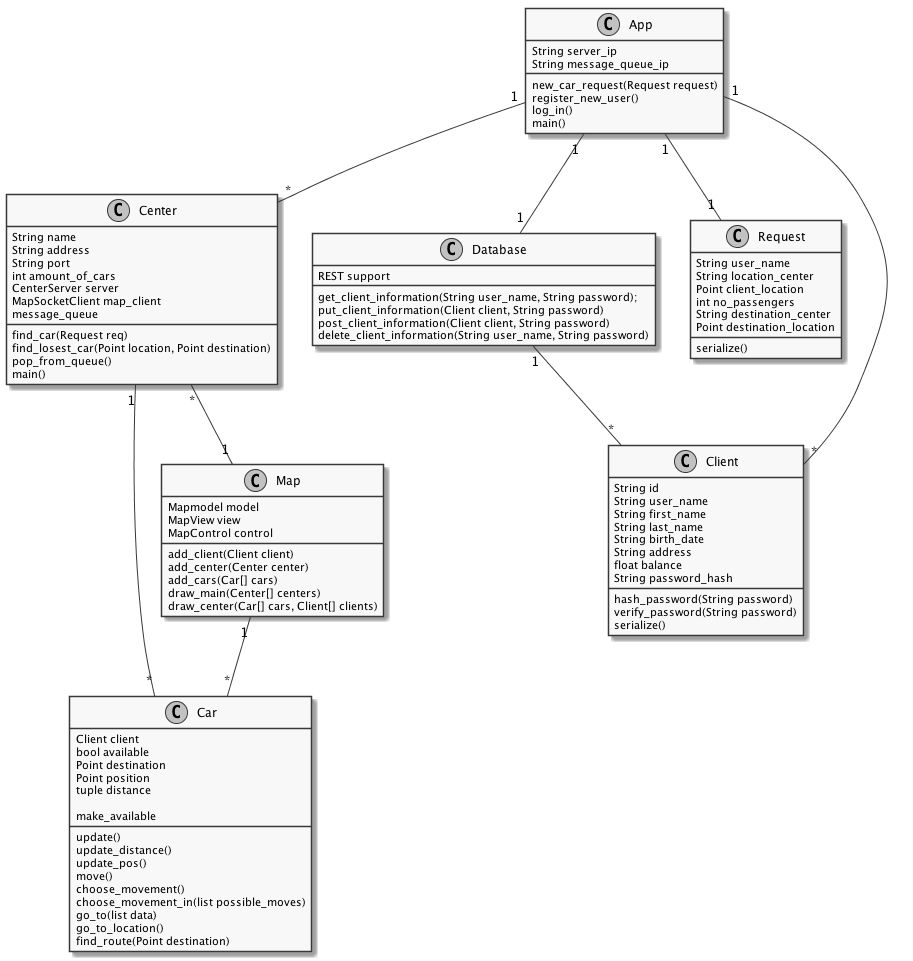 C App
String server_ip
String message_queue_ip
new_car_request(Request request)
register_new_user()
log_in()
main()
1
1
1
1
*
1
1
C Center
String name
String address
String port
int amount_of_cars
CenterServer server
MapSocketClient map_client
message_queue
find_car(Request req)
find_losest_car(Point location, Point destination)
pop_from_queue()
main()
C Database
REST support
get_client_information(String user_name, String password);
put_client_information(Client client, String password)
post_client_information(Client client, String password)
delete_client_information(String user_name, String password)
C Request
String user_name
String location_center
Point client_location
int no_passengers
String destination_center
Point destination_location
serialize()
1
*
1
1
*
*
C Map
Mapmodel model
MapView view
MapControl control
add_client(Client client)
add_center(Center center)
add_cars(Car[] cars)
draw_main(Center[] centers)
draw_center(Car[] cars, Client[] clients)
C Client
String id
String user_name
String first_name
String last_name
String birth_date
String address
float balance
String password_hash
hash_password(String password)
verify_password(String password)
serialize()
1
*
*
C Car
Client client
bool available
Point destination
Point position
tuple distance
make_available
update()
update_distance()
update_pos()
move()
choose_movement()
choose_movement_in(list possible_moves)
go_to(list data)
go_to_location()
find_route(Point destination)